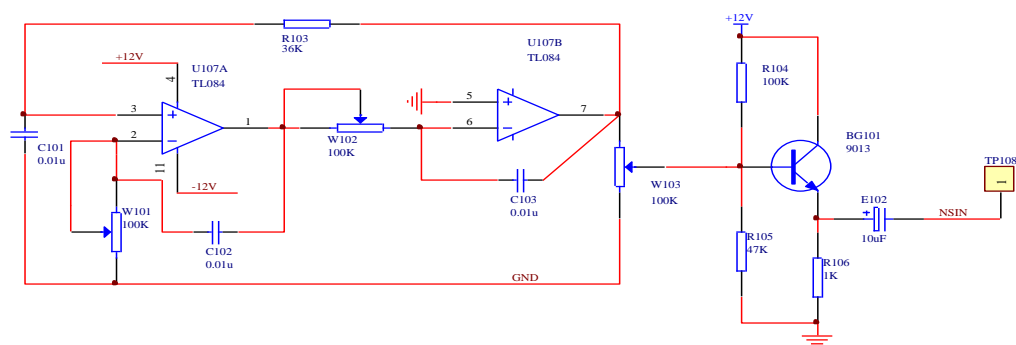 R103
36K
U107B
TL084
+12V
+12V
U107A
TL084
4
3
2
1
11
-12V
C101
0.01u
W101
100K
C102
0.01u
W102
100K
5
6
7
C103
0.01u
W103
100K
GND
R104
100K
BG101
9013
TP108
1
E102
+
10uF
NSIN
R105
47K
R106
1K